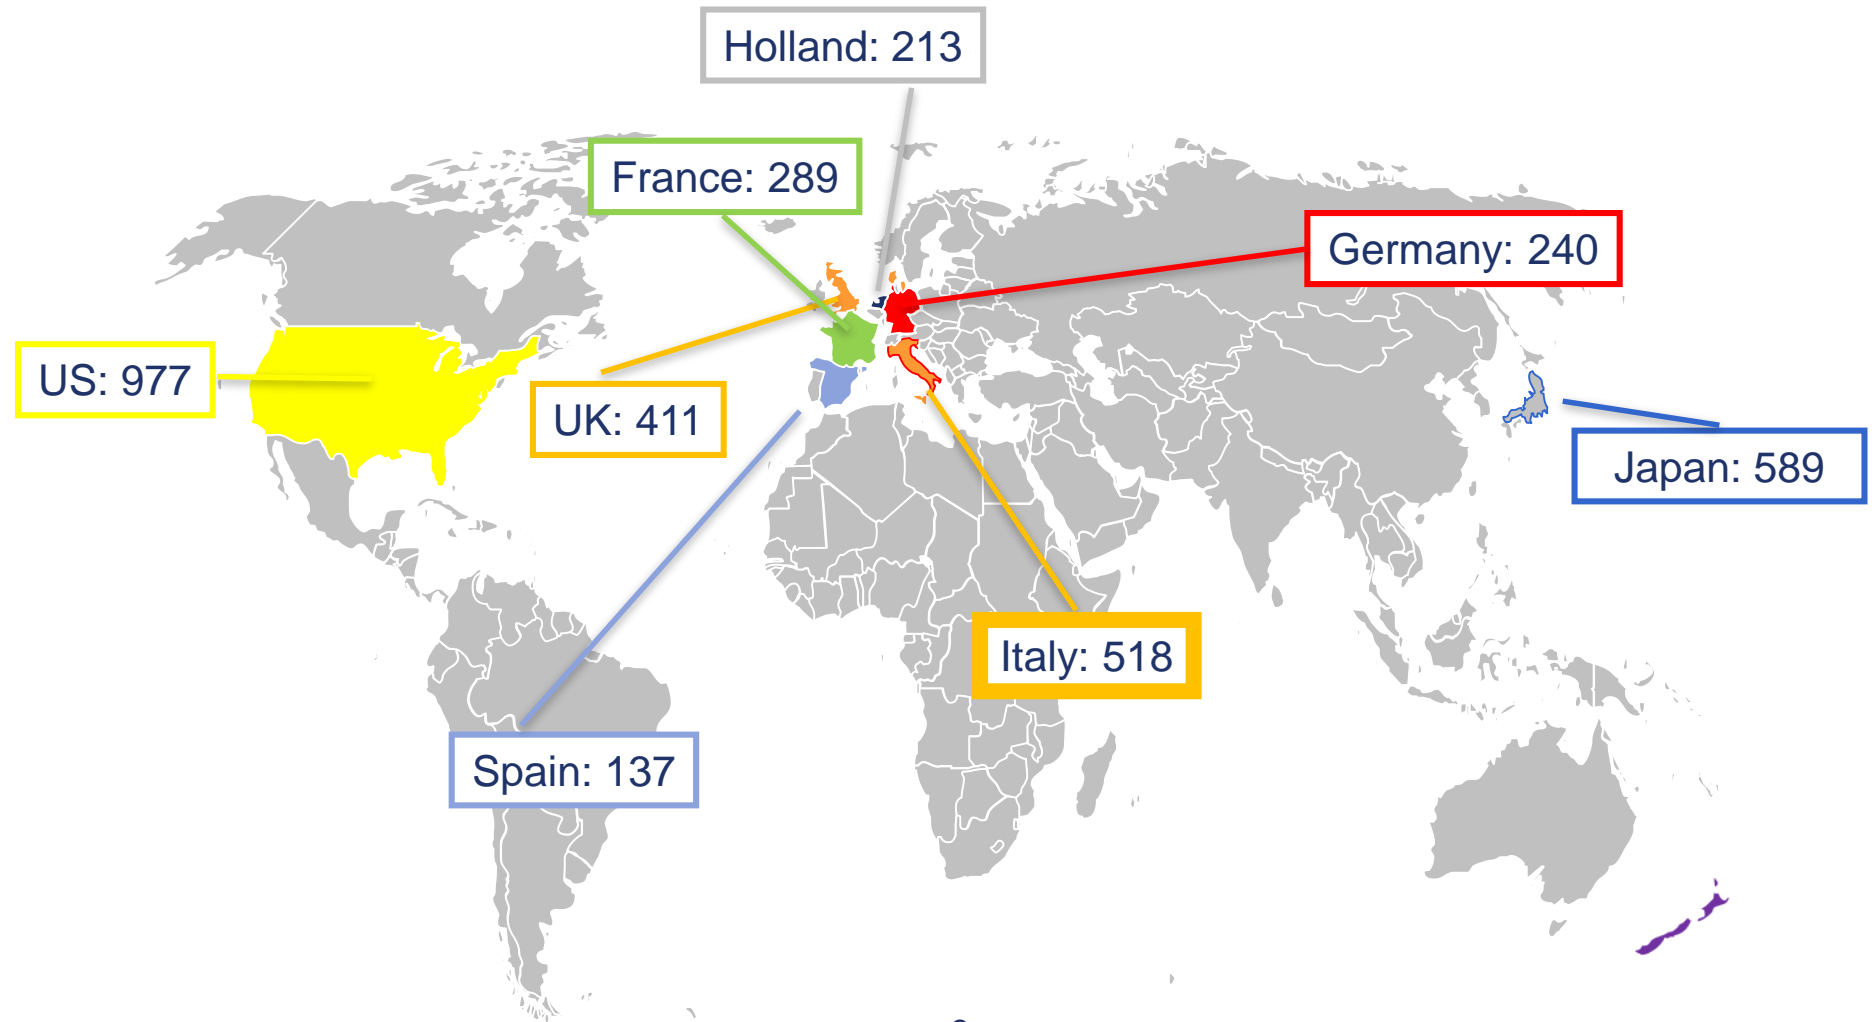 Holland: 213
France: 289
Germany: 240
US: 977
UK: 411
Japan: 589
Italy: 518
Spain: 137